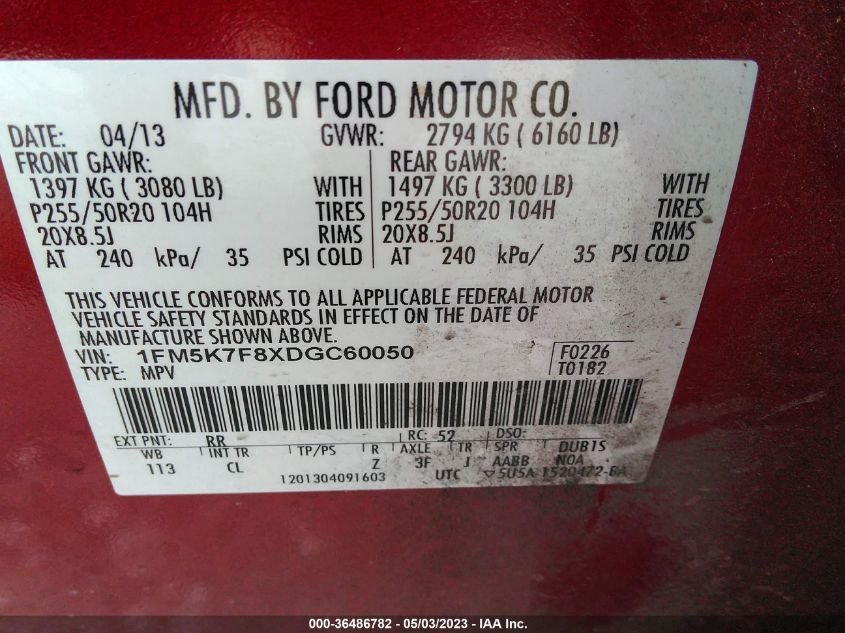 MFD. BY FORD MOTOR CO.
DATE: 04/13 GVWR: 2794 KG ( 6160 LB)
FRONT GAWR: REAR GAWR:
1397 KG ( 3080 LB) WITH 1497 KG ( 3300 LB) WITH
P255/50R20 104H TIRES P255/50R20 104H TIRES
20X8.5J RIMS 20X8.5J RIMS
AT 240 kPa/ 35 PSI COLD AT 240 kPa/ 35 PSI COLD
THIS VEHICLE CONFORMS TO ALL APPLICABLE FEDERAL MOTOR
VEHICLE SAFETY STANDARDS IN EFFECT ON THE DATE OF
MANUFACTURE SHOWN ABOVE.
VIN: 1FM5K7F8XDGC60050 F0226
TYPE: MPV T0182
EXT PNT: RR RC: 52 DSO:
WB INT TR TP/PS R AXLE TR SPR DUB1S
113 CL Z 3F J AABB NOA
1201304091603 UTC 5U5A-1520472-BA
000-36486782 - 05/03/2023 - IAA Inc.